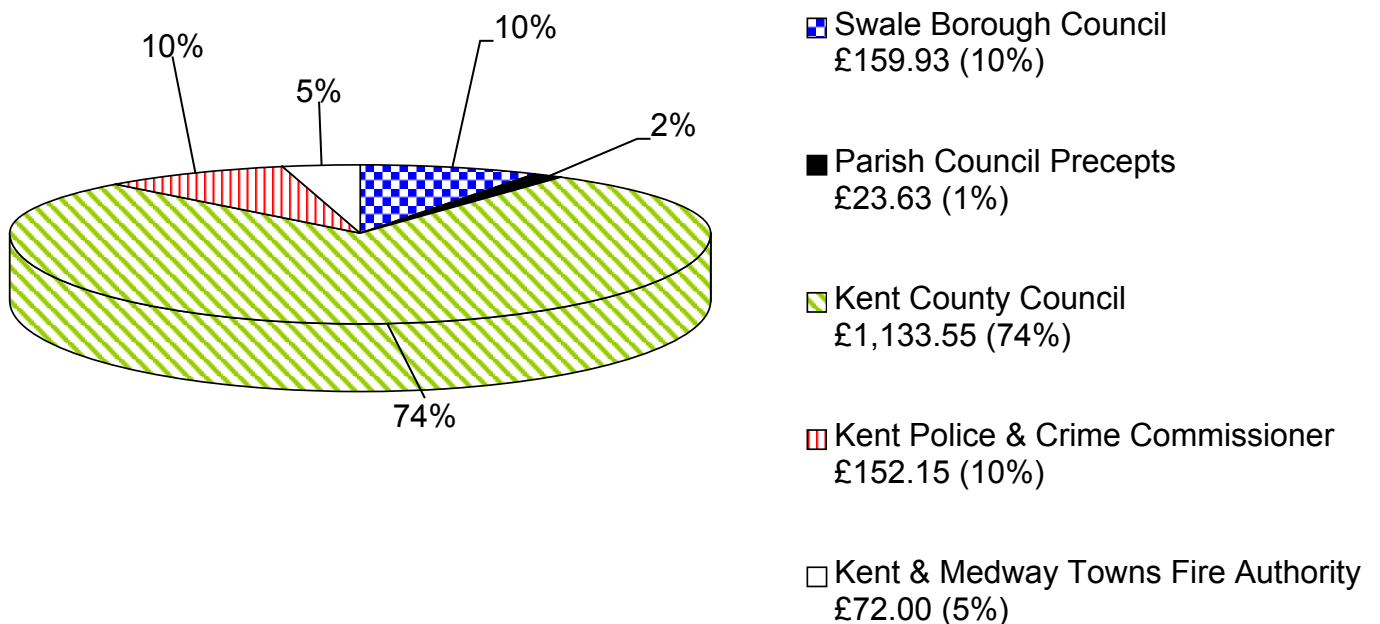 10%
10%
5%
2%
74%
Swale Borough Council
£159.93 (10%)
Parish Council Precepts
£23.63 (1%)
Kent County Council
£1,133.55 (74%)
Kent Police & Crime Commissioner
£152.15 (10%)
Kent & Medway Towns Fire Authority
£72.00 (5%)